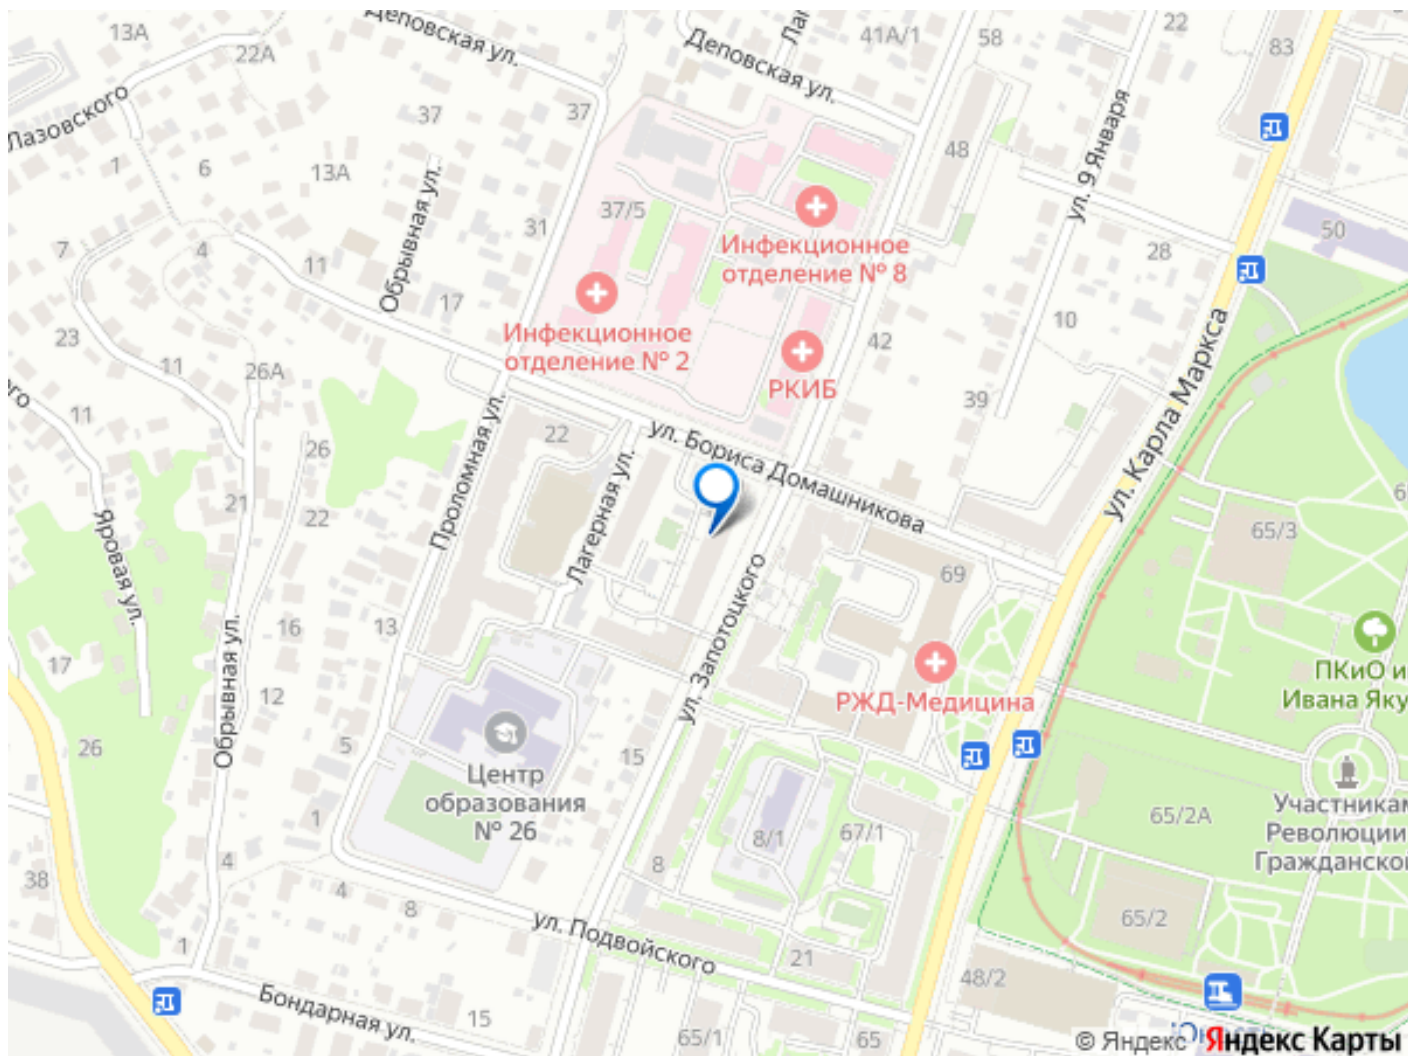 13А
Деповская ул.
22А
Лазовского
37
37
1
6
13А
Обрывная ул.
7
4
11
31
17
23
11
26А
11
26
21
22
Яровая ул.
17
16
12
Обрывная ул.
26
5
13
1
4
38
1
4
8
Бондарная ул.
15
Деповская ул.
41А/1
58
22
83
48
ул. 9 Января
50
28
37/5
Инфекционное
отделение № 8
Инфекционное
отделение № 2
РКИБ
42
10
39
ул. Карла Маркса
22
Проломная ул.
Лагерная ул.
ул. Бориса Домашникова
69
65/3
ул. Запотоцкого
РЖД-Медицина
ПКиО и
Ивана Яку
Центр
образования
№ 26
15
8
8/1
67/1
65/2А
Участникам
Революции
Гражданской
65/2
ул. Подвойского
21
48/2
65/1
65
© Яндекс
Яндекс Карты